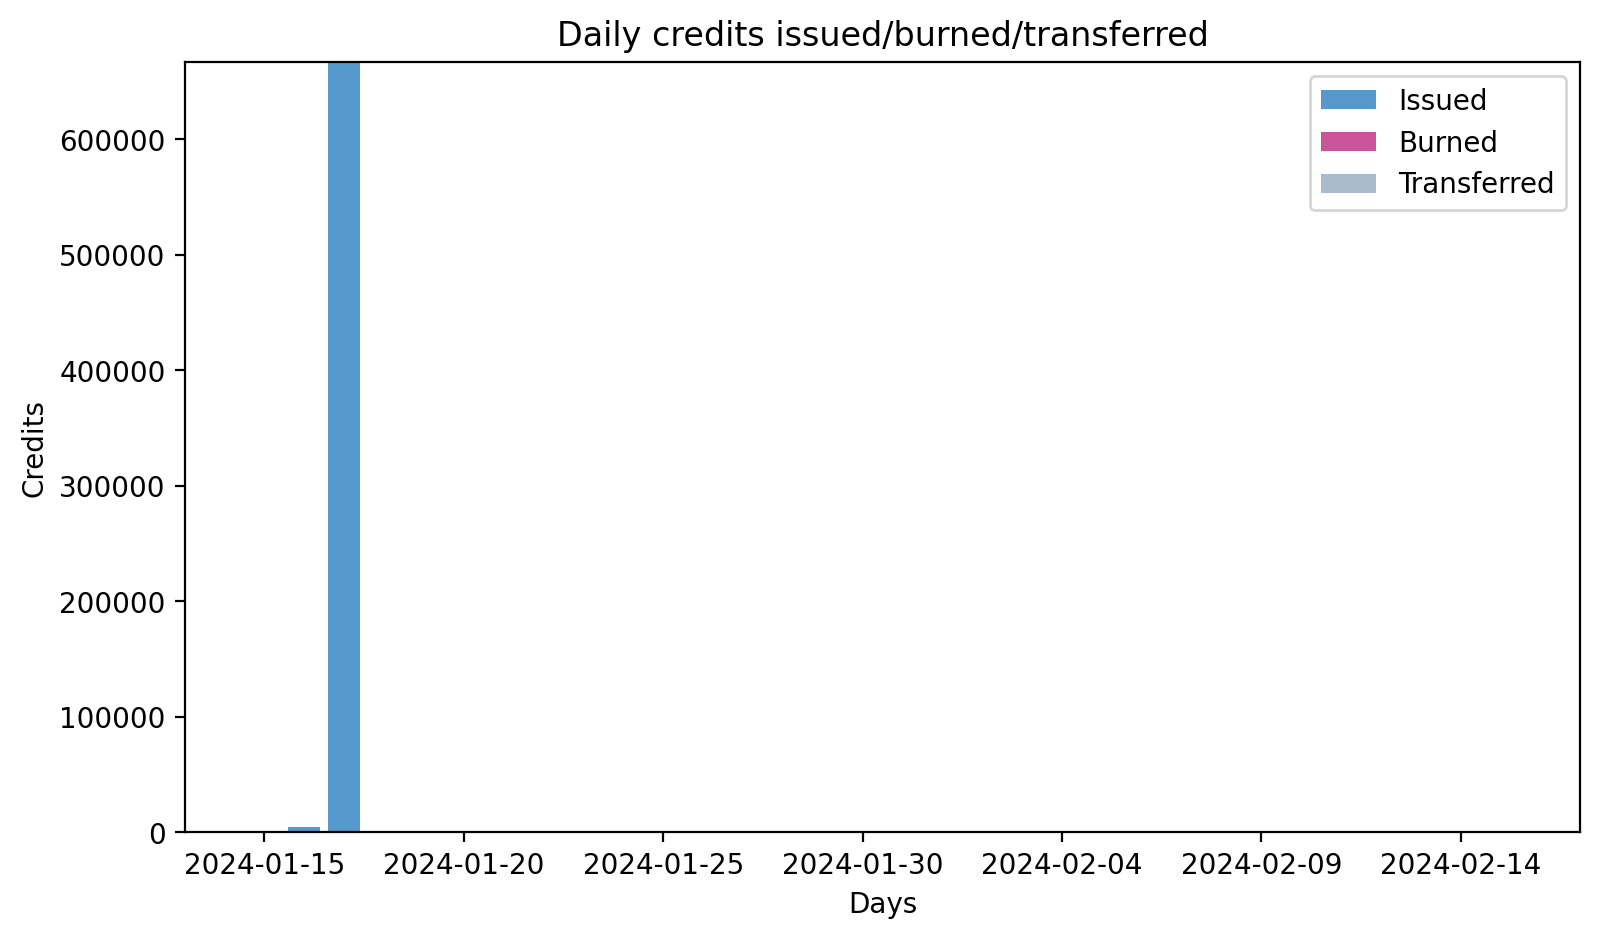 Daily credits issued/burned/transferred
Issued
Burned
Transferred
600000
500000
400000
300000
200000
100000
0
Credits
2024-01-15
2024-01-20
2024-01-25
2024-01-30
2024-02-04
2024-02-09
2024-02-14
Days